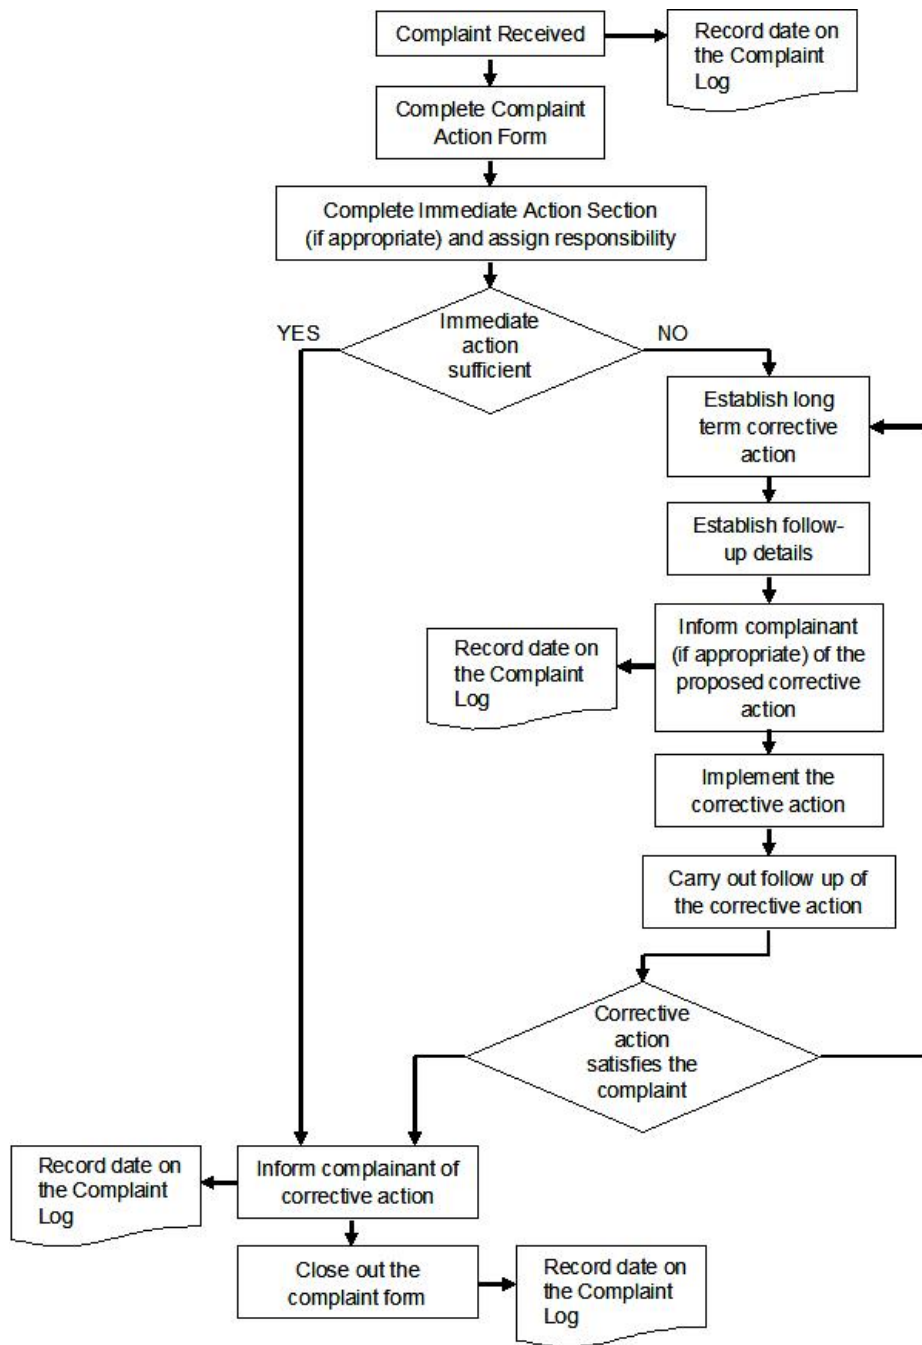 Complaint Received
Record date on
the Complaint
Log
Complete Complaint
Action Form
Complete Immediate Action Section
(if appropriate) and assign responsibility
Immediate
action
sufficient
YES
NO
Establish long
term corrective
action
Establish follow-
up details
Inform complainant
(if appropriate) of the
proposed corrective
action
Record date on
the Complaint
Log
Implement the
corrective action
Carry out follow up of
the corrective action
Corrective
action
satisfies the
complaint
Inform complainant of
corrective action
Record date on
the Complaint
Log
Close out the
complaint form
Record date on
the Complaint
Log